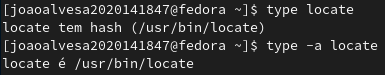 [joaoalvesa2020141847@fedora ~]$ type locate
locate tem hash (/usr/bin/locate)
[joaoalvesa2020141847@fedora ~]$ type -a locate
locate é /usr/bin/locate